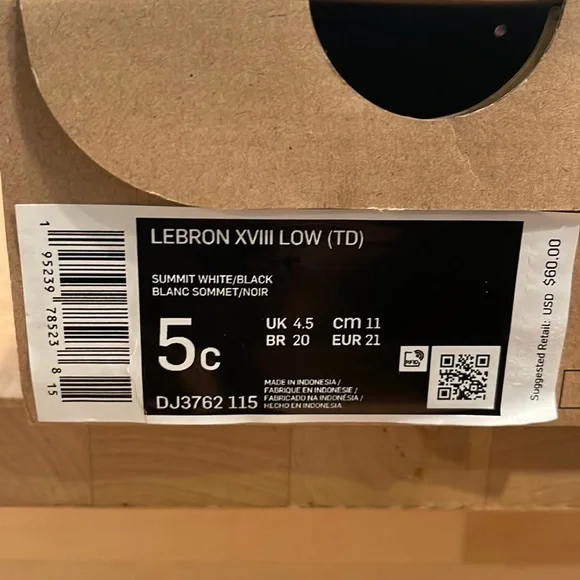 LEBRON XVIII LOW (TD)
SUMMIT WHITE/BLACK
BLANC SOMMET/NOIR
5C
UK 4.5 cm 11
BR 20 EUR 21
DJ3762 115
MADE IN INDONESIA /
FABRIQUE EN INDONESIE /
FABRICADO NA INDONÉSIA /
HECHO EN INDONESIA
RFID
1 95239 78523 8 15
Suggested Retail: USD $60.00